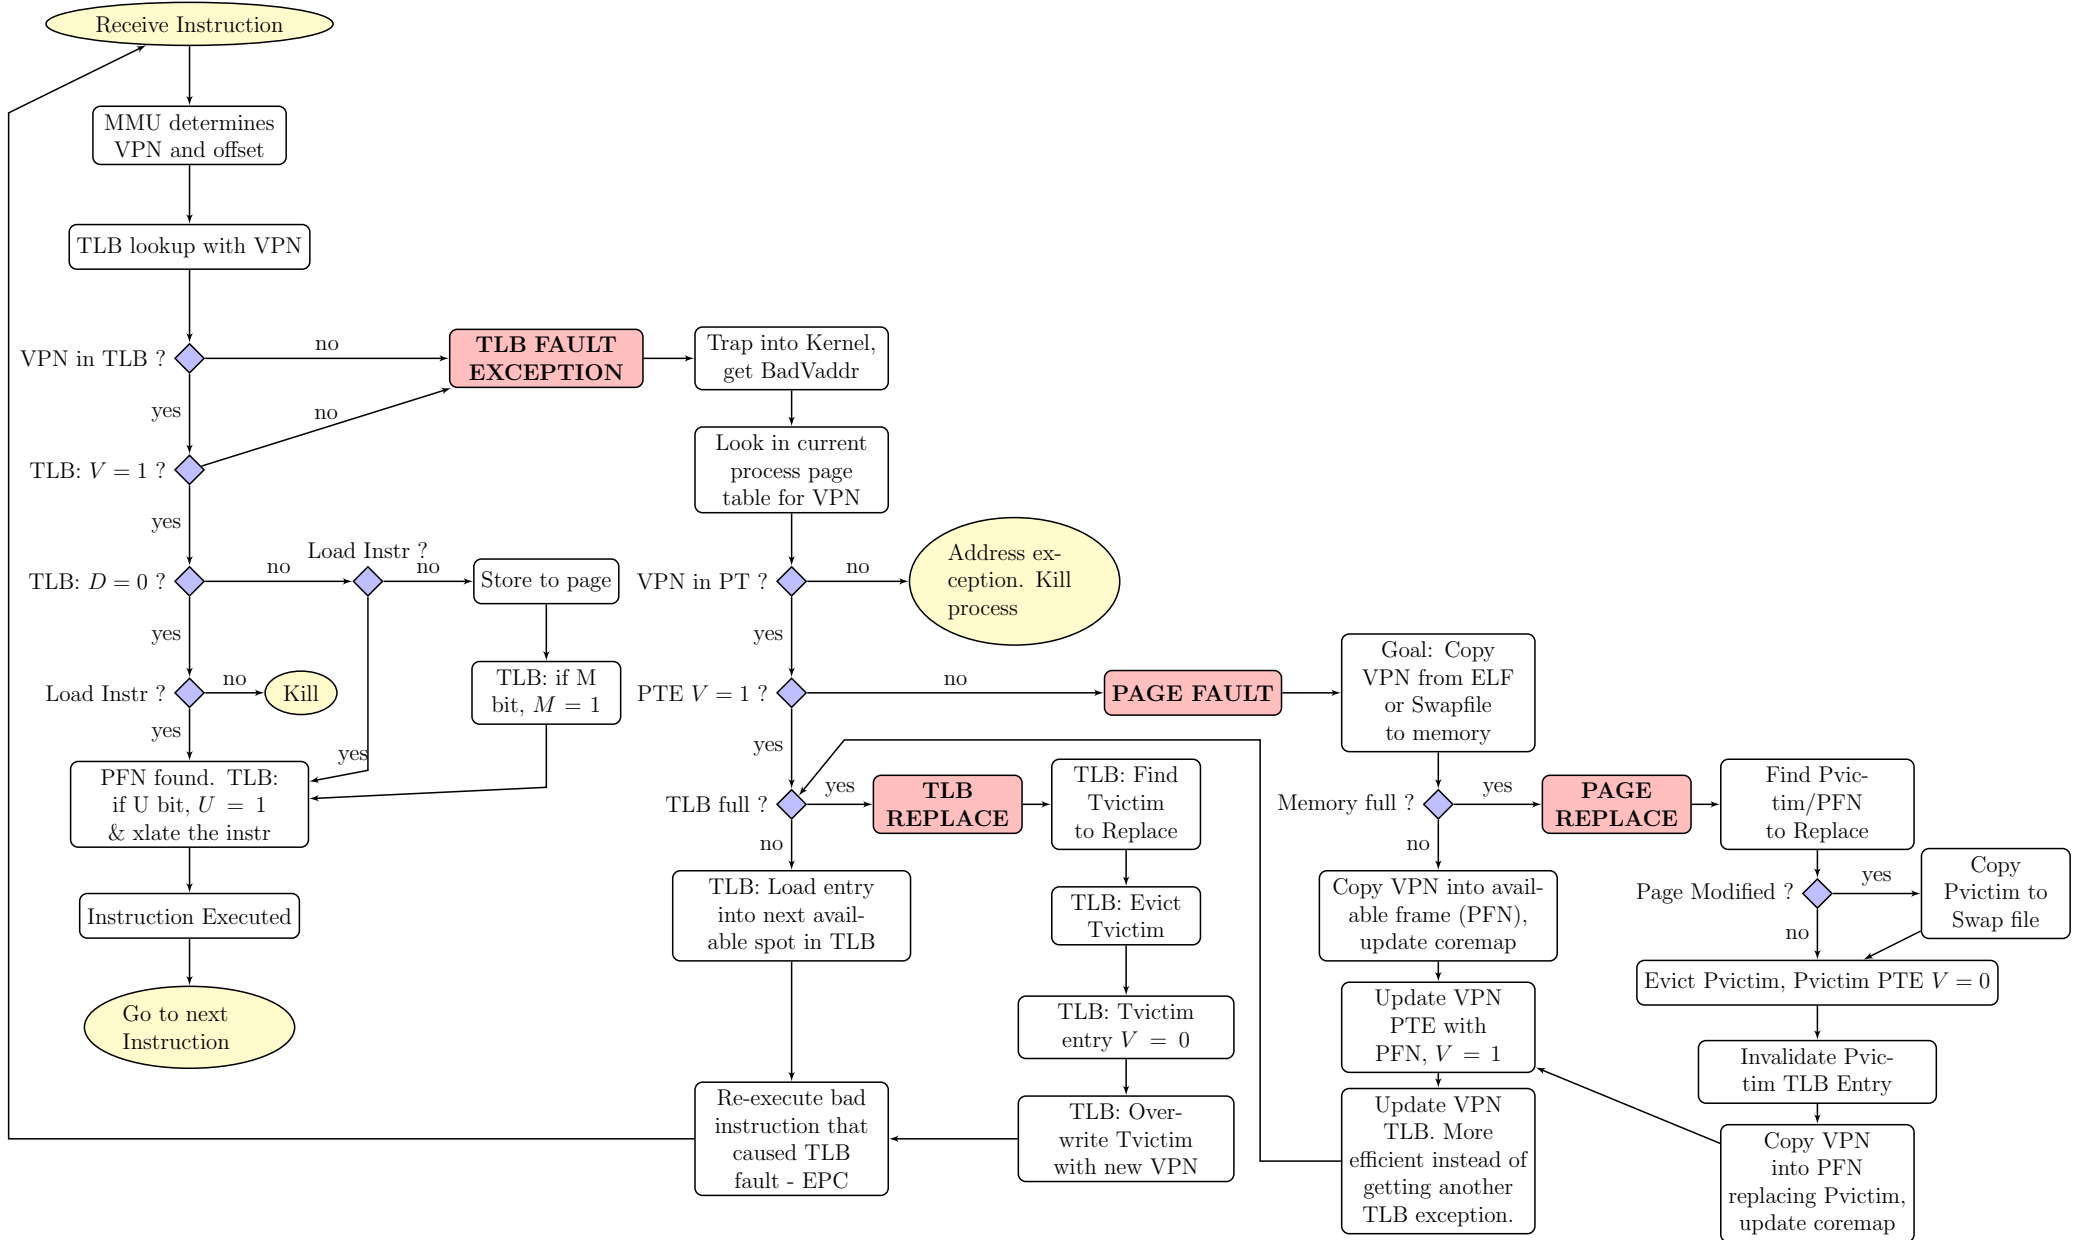 Receive Instruction
MMU determines
VPN and offset
TLB lookup with VPN
VPN in TLB ?
no
TLB FAULT
EXCEPTION
Trap into Kernel,
get BadVaddr
yes
no
TLB: V = 1 ?
Look in current
process page
table for VPN
yes
Load Instr ?
TLB: D = 0 ?
no
no
Store to page
VPN in PT ?
no
Address ex-
ception. Kill
process
yes
yes
Load Instr ?
no
Kill
TLB: if M
bit, M = 1
PTE V = 1 ?
no
PAGE FAULT
Goal: Copy
VPN from ELF
or Swapfile
to memory
yes
yes
yes
PFN found. TLB:
if U bit, U = 1
& xlate the instr
TLB full ?
yes
TLB
REPLACE
TLB: Find
Tvictim
to Replace
Memory full ?
yes
PAGE
REPLACE
Find Pvic-
tim/PFN
to Replace
no
no
Instruction Executed
TLB: Load entry
into next avail-
able spot in TLB
TLB: Evict
Tvictim
Copy VPN into avail-
able frame (PFN),
update coremap
Page Modified ?
yes
Copy
Pvictim to
Swap file
no
Go to next
Instruction
TLB: Tvictim
entry V = 0
Update VPN
PTE with
PFN, V = 1
Evict Pvictim, Pvictim PTE V = 0
Invalidate Pvic-
tim TLB Entry
Re-execute bad
instruction that
caused TLB
fault - EPC
TLB: Over-
write Tvictim
with new VPN
Update VPN
TLB. More
efficient instead of
getting another
TLB exception.
Copy VPN
into PFN
replacing Pvictim,
update coremap